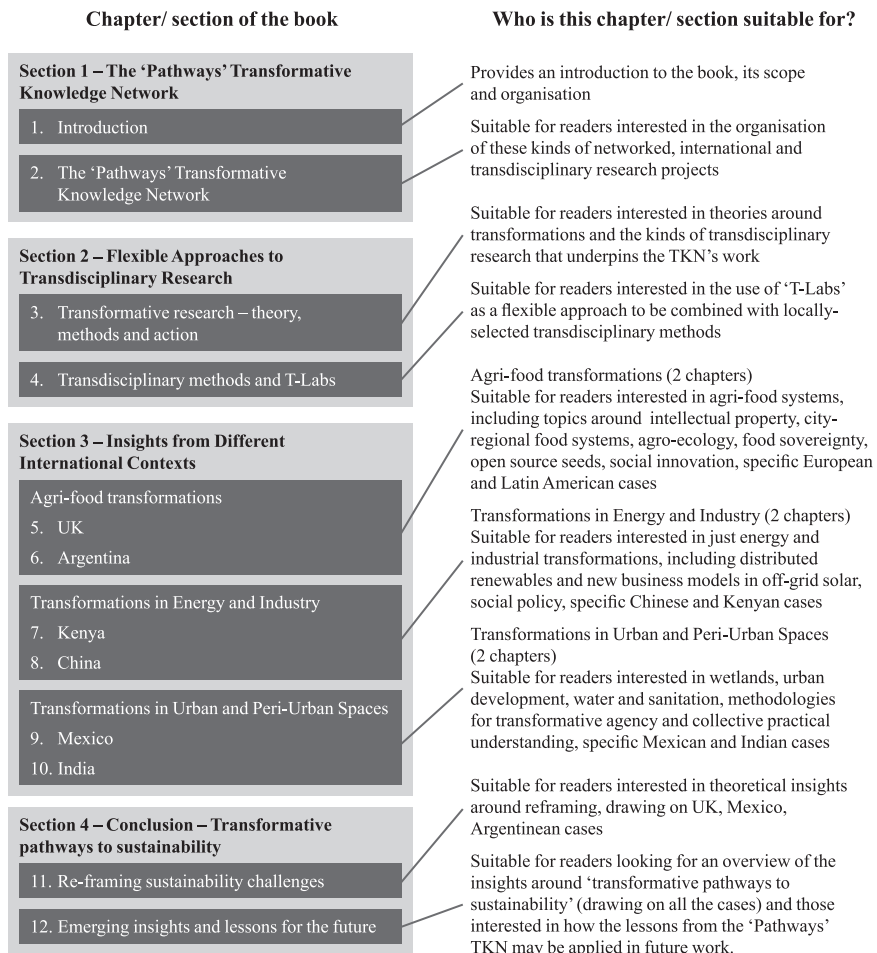 Chapter/ section of the book
Section 1 – The ‘Pathways’ Transformative
Knowledge Network
1. Introduction
2. The ‘Pathways’ Transformative
Knowledge Network
Section 2 – Flexible Approaches to
Transdisciplinary Research
3. Transformative research – theory,
methods and action
4. Transdisciplinary methods and T-Labs
Section 3 – Insights from Different
International Contexts
Agri-food transformations
5. UK
6. Argentina
Transformations in Energy and Industry
7. Kenya
8. China
Transformations in Urban and Peri-Urban Spaces
9. Mexico
10. India
Section 4 – Conclusion – Transformative
pathways to sustainability
11. Re-framing sustainability challenges
12. Emerging insights and lessons for the future
Who is this chapter/ section suitable for?
Provides an introduction to the book, its scope
and organisation
Suitable for readers interested in the organisation
of these kinds of networked, international and
transdisciplinary research projects
Suitable for readers interested in theories around
transformations and the kinds of transdisciplinary
research that underpins the TKN’s work
Suitable for readers interested in the use of ‘T-Labs’
as a flexible approach to be combined with locally-
selected transdisciplinary methods
Agri-food transformations (2 chapters)
Suitable for readers interested in agri-food systems,
including topics around intellectual property, city-
regional food systems, agro-ecology, food sovereignty,
open source seeds, social innovation, specific European
and Latin American cases
Transformations in Energy and Industry (2 chapters)
Suitable for readers interested in just energy and
industrial transformations, including distributed
renewables and new business models in off-grid solar,
social policy, specific Chinese and Kenyan cases
Transformations in Urban and Peri-Urban Spaces
(2 chapters)
Suitable for readers interested in wetlands, urban
development, water and sanitation, methodologies
for transformative agency and collective practical
understanding, specific Mexican and Indian cases
Suitable for readers interested in theoretical insights
around reframing, drawing on UK, Mexico,
Argentinean cases
Suitable for readers looking for an overview of the
insights around ‘transformative pathways to
sustainability’ (drawing on all the cases) and those
interested in how the lessons from the ‘Pathways’
TKN may be applied in future work.